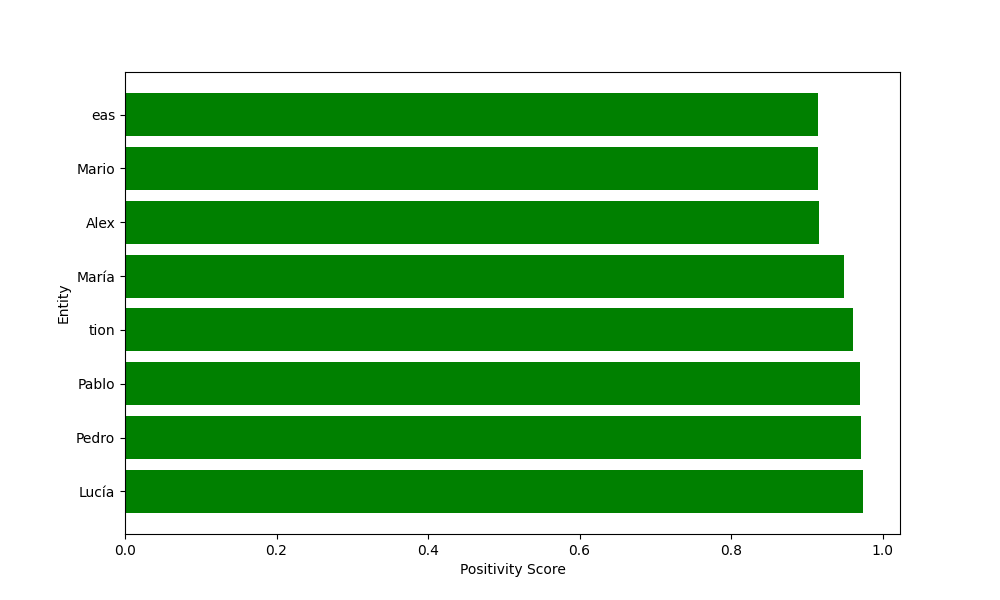 eas
Mario
Alex
María
tion
Pablo
Pedro
Lucía
Entity
0.0 0.2 0.4 0.6 0.8 1.0
Positivity Score